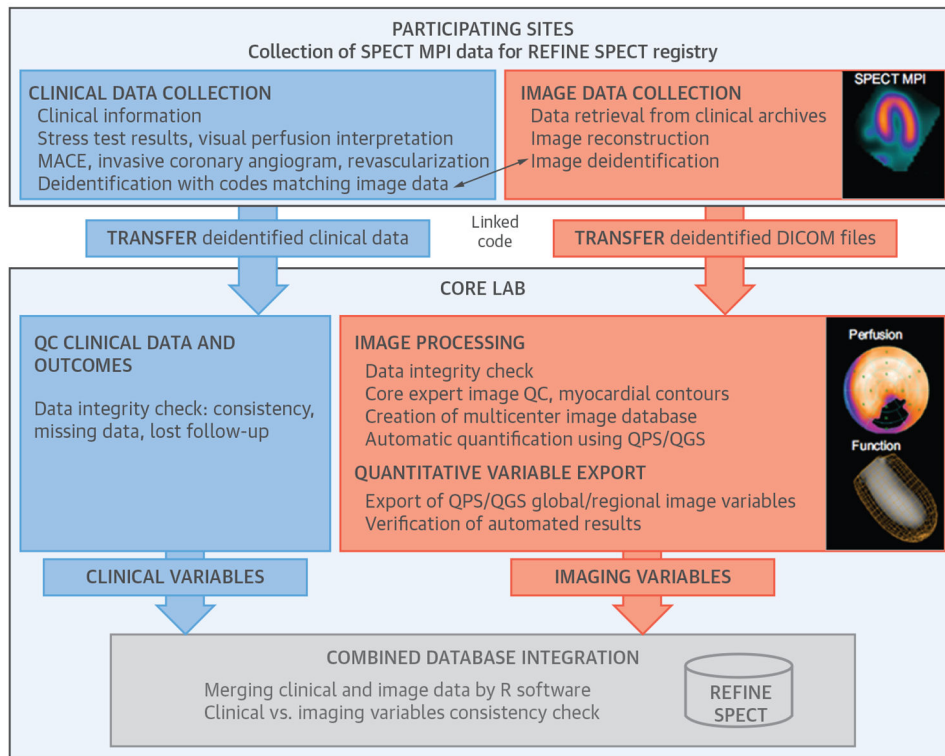 PARTICIPATING SITES
Collection of SPECT MPI data for REFINE SPECT registry
CLINICAL DATA COLLECTION
Clinical information
Stress test results, visual perfusion interpretation
MACE, invasive coronary angiogram, revascularization
Deidentification with codes matching image data
IMAGE DATA COLLECTION
Data retrieval from clinical archives
Image reconstruction
Image deidentification
SPECT MPI
TRANSFER deidentified clinical data
Linked
code
TRANSFER deidentified DICOM files
CORE LAB
QC CLINICAL DATA AND
OUTCOMES
Data integrity check: consistency,
missing data, lost follow-up
IMAGE PROCESSING
Data integrity check
Core expert image QC, myocardial contours
Creation of multicenter image database
Automatic quantification using QPS/QGS
QUANTITATIVE VARIABLE EXPORT
Export of QPS/QGS global/regional image variables
Verification of automated results
Perfusion
Function
CLINICAL VARIABLES
IMAGING VARIABLES
COMBINED DATABASE INTEGRATION
Merging clinical and image data by R software
Clinical vs. imaging variables consistency check
REFINE
SPECT